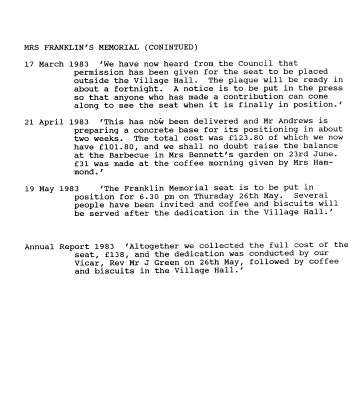 MRS FRANKLIN'S MEMORIAL (CONINTUED)
17 March 1983 'We have now heard from the Council that
permission has been given for the seat to be placed
outside the Village Hall. The plaque will be ready in
about a fortnight. A notice is to be put in the press
so that anyone who has made a contribution can come
along to see the seat when it is finally in position.'
21 April 1983 'This has now been delivered and Mr Andrews is
preparing a concrete base for its positioning in about
two weeks. The total cost was £123.80 of which we now
have £101.80, and we shall no doubt raise the balance
at the Barbecue in Mrs Bennett's garden on 23rd June.
£31 was made at the coffee morning given by Mrs Ham-
mond.'
19 May 1983 'The Franklin Memorial seat is to be put in
position for 6.30 pm on Thursday 26th May. Several
people have been invited and coffee and biscuits will
be served after the dedication in the Village Hall.'
Annual Report 1983 'Altogether we collected the full cost of the
seat, £138, and the dedication was conducted by our
Vicar, Rev Mr J Green on 26th May, followed by coffee
and biscuits in the Village Hall.'